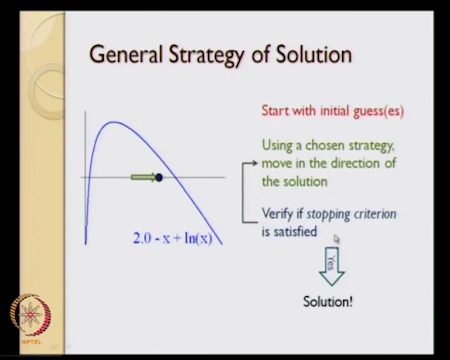 General Strategy of Solution
Start with initial guess(es)
Using a chosen strategy,
move in the direction of
the solution
Verify if stopping criterion
is satisfied
2.0 - x + ln(x)
Yes
Solution!
NPTEL